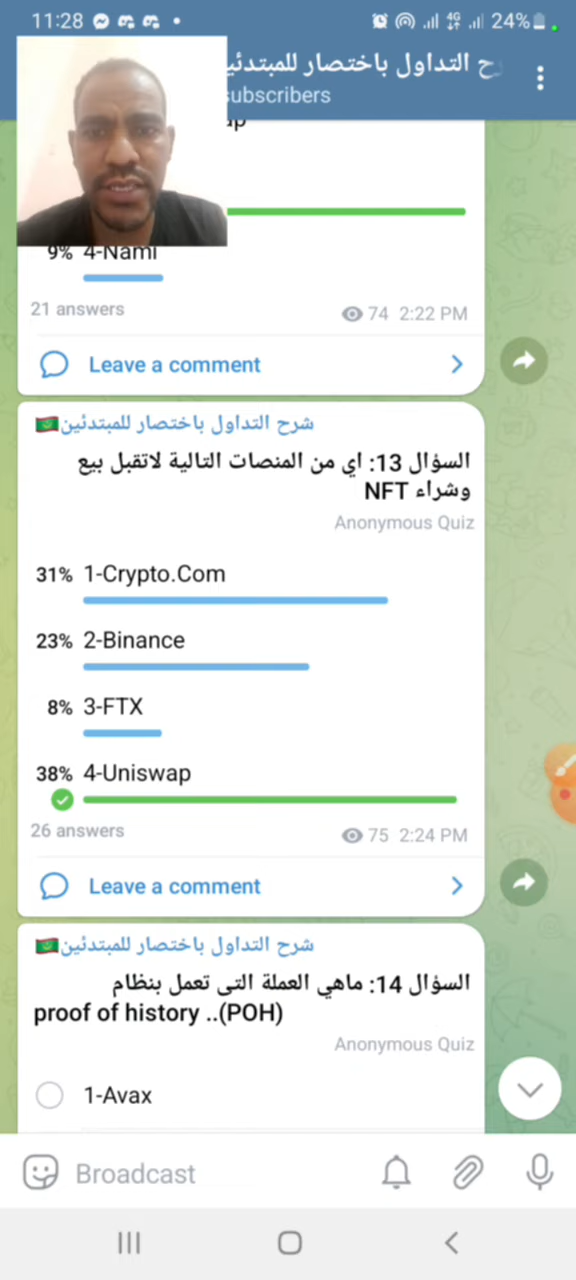 11:28
4G 24%
شرح التداول باختصار للمبتدئي
subscribers
9% 4-Nami
21 answers
74 2:22 PM
Leave a comment
شرح التداول باختصار للمبتدئين🇲🇷
السؤال 13: اي من المنصات التالية لاتقبل بيع
وشراء NFT
Anonymous Quiz
31% 1-Crypto.Com
23% 2-Binance
8% 3-FTX
38% 4-Uniswap
26 answers
75 2:24 PM
Leave a comment
شرح التداول باختصار للمبتدئين🇲🇷
السؤال 14: ماهي العملة التى تعمل بنظام
proof of history ..(POH)
Anonymous Quiz
1-Avax
Broadcast